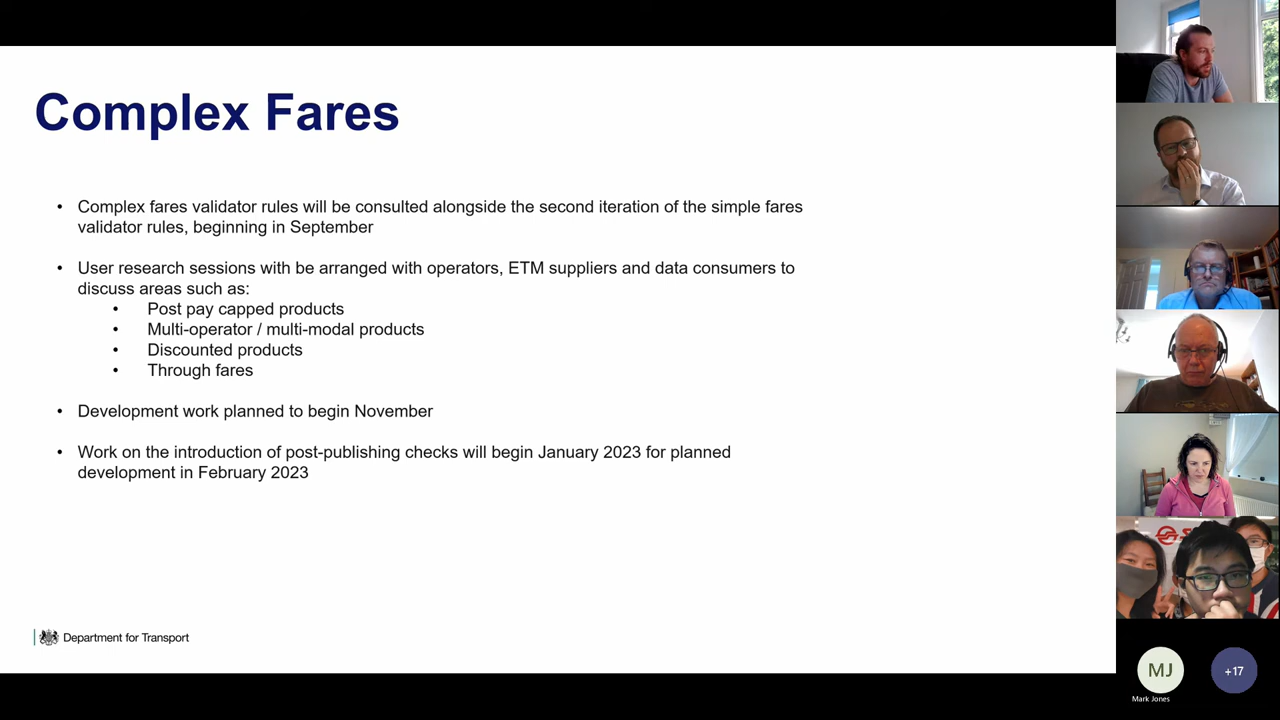 Complex Fares
• Complex fares validator rules will be consulted alongside the second iteration of the simple fares
validator rules, beginning in September
• User research sessions with be arranged with operators, ETM suppliers and data consumers to
discuss areas such as:
• Post pay capped products
• Multi-operator / multi-modal products
• Discounted products
• Through fares
• Development work planned to begin November
• Work on the introduction of post-publishing checks will begin January 2023 for planned
development in February 2023
Department for Transport
MJ
+17
Mark Jones